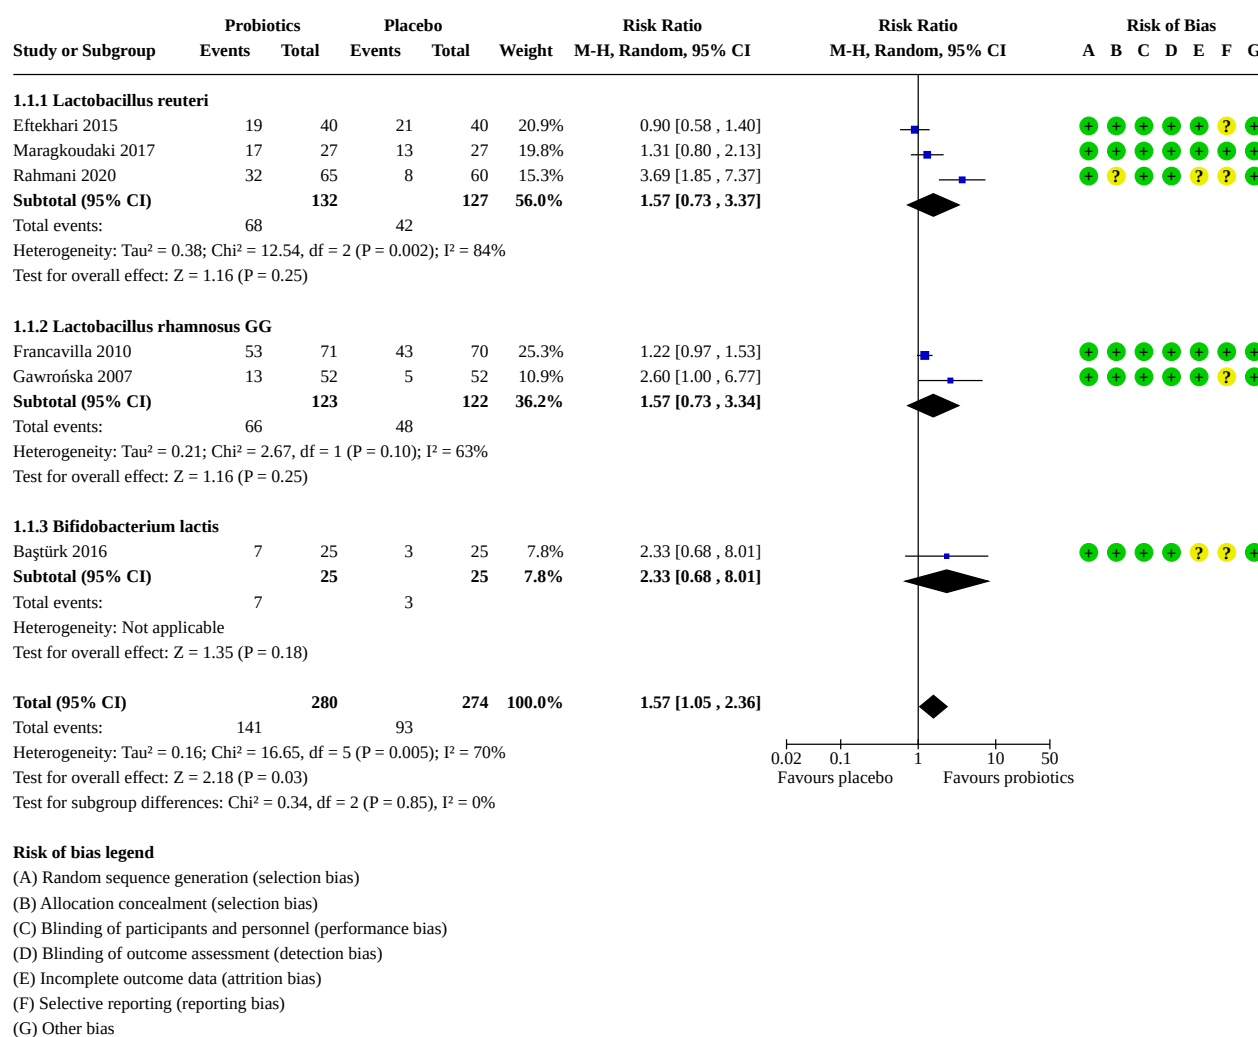 Probiotics Placebo Risk Ratio Risk Ratio Risk of Bias
Study or Subgroup Events Total Events Total Weight M-H, Random, 95% CI M-H, Random, 95% CI A B C D E F G
1.1.1 Lactobacillus reuteri
Eftekhari 2015 19 40 21 40 20.9% 0.90 [0.58 , 1.40] + + + + + ? +
Maragkoudaki 2017 17 27 13 27 19.8% 1.31 [0.80 , 2.13] + + + + + + +
Rahmani 2020 32 65 8 60 15.3% 3.69 [1.85 , 7.37] + ? + + ? ? +
Subtotal (95% CI) 132 127 56.0% 1.57 [0.73 , 3.37]
Total events: 68 42
Heterogeneity: Tau² = 0.38; Chi² = 12.54, df = 2 (P = 0.002); I² = 84%
Test for overall effect: Z = 1.16 (P = 0.25)
1.1.2 Lactobacillus rhamnosus GG
Francavilla 2010 53 71 43 70 25.3% 1.22 [0.97 , 1.53] + + + + + + +
Gawrońska 2007 13 52 5 52 10.9% 2.60 [1.00 , 6.77] + + + + + ? +
Subtotal (95% CI) 123 122 36.2% 1.57 [0.73 , 3.34]
Total events: 66 48
Heterogeneity: Tau² = 0.21; Chi² = 2.67, df = 1 (P = 0.10); I² = 63%
Test for overall effect: Z = 1.16 (P = 0.25)
1.1.3 Bifidobacterium lactis
Baştürk 2016 7 25 3 25 7.8% 2.33 [0.68 , 8.01] + + + + ? ? +
Subtotal (95% CI) 25 25 7.8% 2.33 [0.68 , 8.01]
Total events: 7 3
Heterogeneity: Not applicable
Test for overall effect: Z = 1.35 (P = 0.18)
Total (95% CI) 280 274 100.0% 1.57 [1.05 , 2.36]
Total events: 141 93
Heterogeneity: Tau² = 0.16; Chi² = 16.65, df = 5 (P = 0.005); I² = 70%
0.02 0.1 1 10 50
Test for overall effect: Z = 2.18 (P = 0.03)
Favours placebo Favours probiotics
Test for subgroup differences: Chi² = 0.34, df = 2 (P = 0.85), I² = 0%
Risk of bias legend
(A) Random sequence generation (selection bias)
(B) Allocation concealment (selection bias)
(C) Blinding of participants and personnel (performance bias)
(D) Blinding of outcome assessment (detection bias)
(E) Incomplete outcome data (attrition bias)
(F) Selective reporting (reporting bias)
(G) Other bias